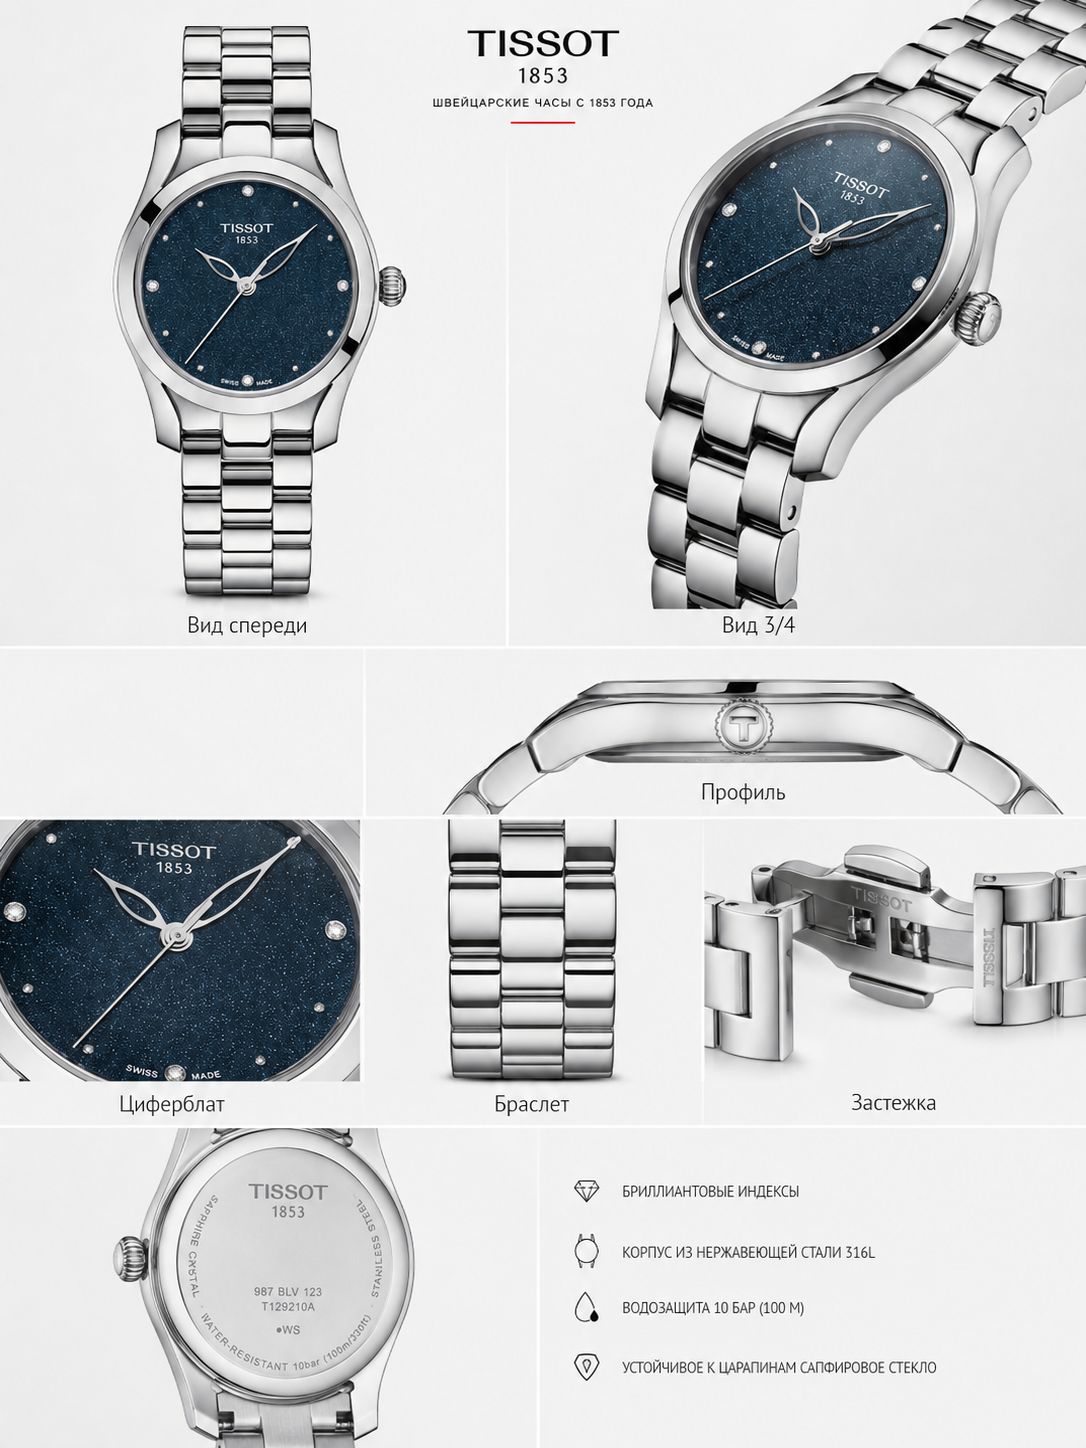 TISSOT
1853
ШВЕЙЦАРСКИЕ ЧАСЫ С 1853 ГОДА
TISSOT
1853
SWISS MADE
Вид спереди
TISSOT
1853
SWISS MADE
Вид 3/4
T
Профиль
TISSOT
1853
SWISS MADE
Циферблат
Браслет
TISSOT
TISSOT
Застежка
TISSOT
1853
SAPPHIRE CRYSTAL · WATER-RESISTANT 10bar (100m/330ft) · STAINLESS STEEL
987 BLV 123
T129210A
•WS
БРИЛЛИАНТОВЫЕ ИНДЕКСЫ
КОРПУС ИЗ НЕРЖАВЕЮЩЕЙ СТАЛИ 316L
ВОДОЗАЩИТА 10 БАР (100 М)
УСТОЙЧИВОЕ К ЦАРАПИНАМ САПФИРОВОЕ СТЕКЛО